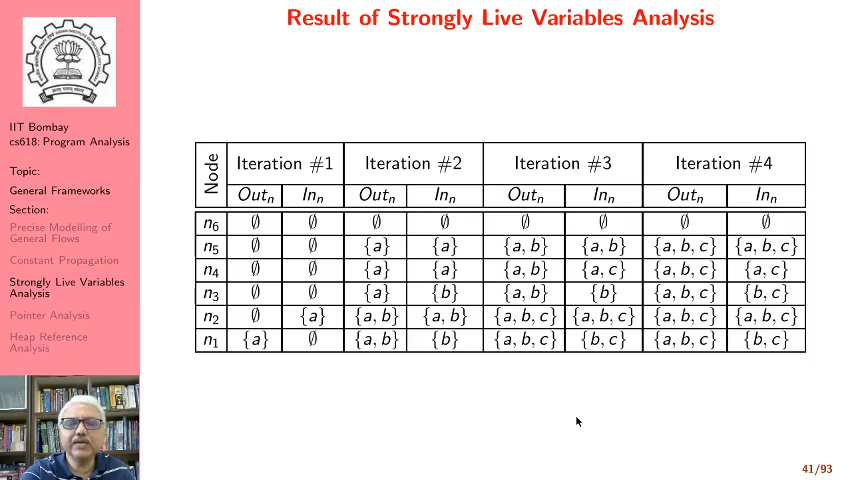 Result of Strongly Live Variables Analysis
IIT Bombay
cs618: Program Analysis
Topic:
General Frameworks
Section:
Precise Modelling of
General Flows
Constant Propagation
Strongly Live Variables
Analysis
Pointer Analysis
Heap Reference
Analysis
Node Iteration #1 Iteration #2 Iteration #3 Iteration #4
Outₙ Inₙ Outₙ Inₙ Outₙ Inₙ Outₙ Inₙ
n₆ ∅ ∅ ∅ ∅ ∅ ∅ ∅ ∅
n₅ ∅ ∅ {a} {a} {a, b} {a, b} {a, b, c} {a, b, c}
n₄ ∅ ∅ {a} {a} {a, b} {a, c} {a, b, c} {a, c}
n₃ ∅ ∅ {a} {b} {a, b} {b} {a, b, c} {b, c}
n₂ ∅ {a} {a, b} {a, b} {a, b, c} {a, b, c} {a, b, c} {a, b, c}
n₁ {a} ∅ {a, b} {b} {a, b, c} {b, c} {a, b, c} {b, c}
41/93